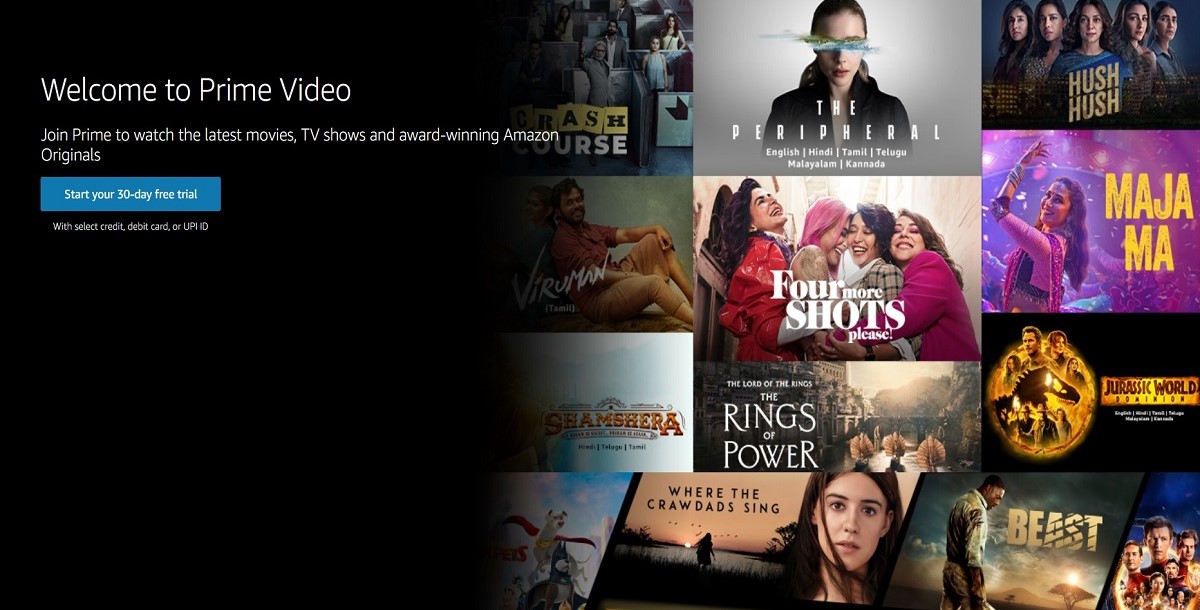 Welcome to Prime Video
Join Prime to watch the latest movies, TV shows and award-winning Amazon
Originals
Start your 30-day free trial
With select credit, debit card, or UPI ID
CRASH
COURSE
THE
PERIPHERAL
English | Hindi | Tamil | Telugu
Malayalam | Kannada
HUSH
HUSH
VIRUMAN
(Tamil)
Four more
SHOTS
please!
MAJA
MA
SHAMSHERA
Hindi | Telugu | Tamil
THE LORD OF THE RINGS
THE
RINGS
OF
POWER
JURASSIC WORLD
DOMINION
English | Hindi | Tamil | Telugu
Malayalam | Kannada
WHERE THE
CRAWDADS SING
BEAST